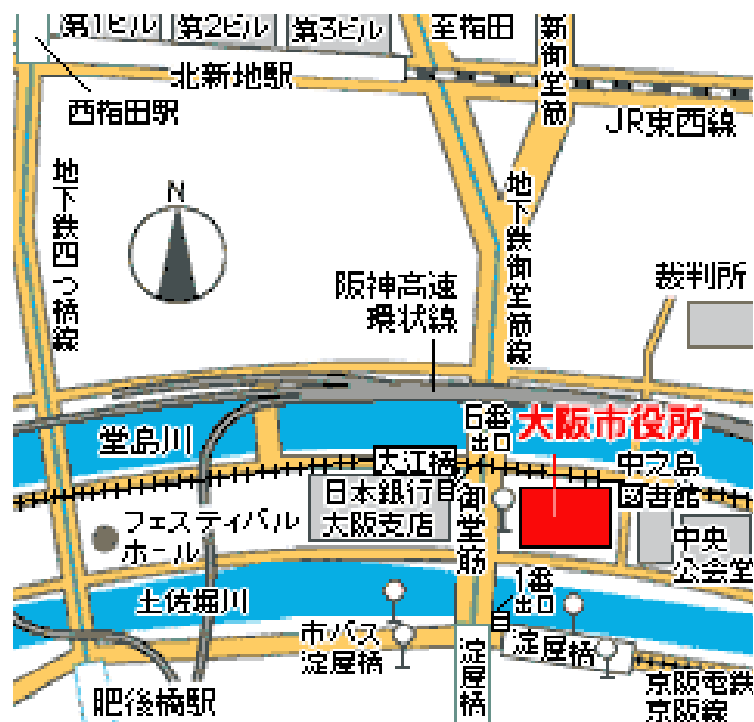 第1ビル
第2ビル
第3ビル
至梅田
新御堂筋
北新地駅
西梅田駅
JR東西線
地下鉄四つ橋線
N
地下鉄御堂筋線
阪神高速
環状線
裁判所
6番
出口
大阪市役所
堂島川
大江橋
中之島
図書館
日本銀行
大阪支店
御堂筋
フェスティバル
ホール
中央
公会堂
1番
出口
土佐堀川
市バス
淀屋橋
淀屋橋
淀屋橋
肥後橋駅
京阪電鉄
京阪線